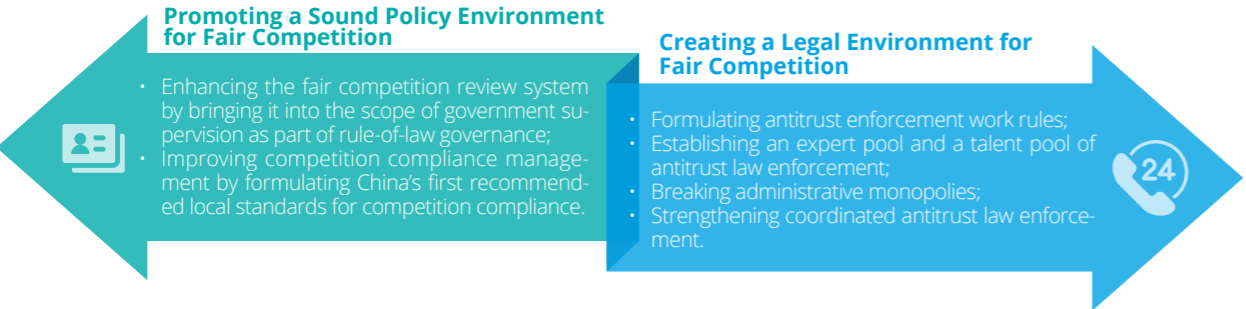 Promoting a Sound Policy Environment
for Fair Competition
• Enhancing the fair competition review system
by bringing it into the scope of government su-
pervision as part of rule-of-law governance;
• Improving competition compliance manage-
ment by formulating China’s first recommend-
ed local standards for competition compliance.
Creating a Legal Environment for
Fair Competition
• Formulating antitrust enforcement work rules;
• Establishing an expert pool and a talent pool of
antitrust law enforcement;
• Breaking administrative monopolies;
• Strengthening coordinated antitrust law enforce-
ment.
24